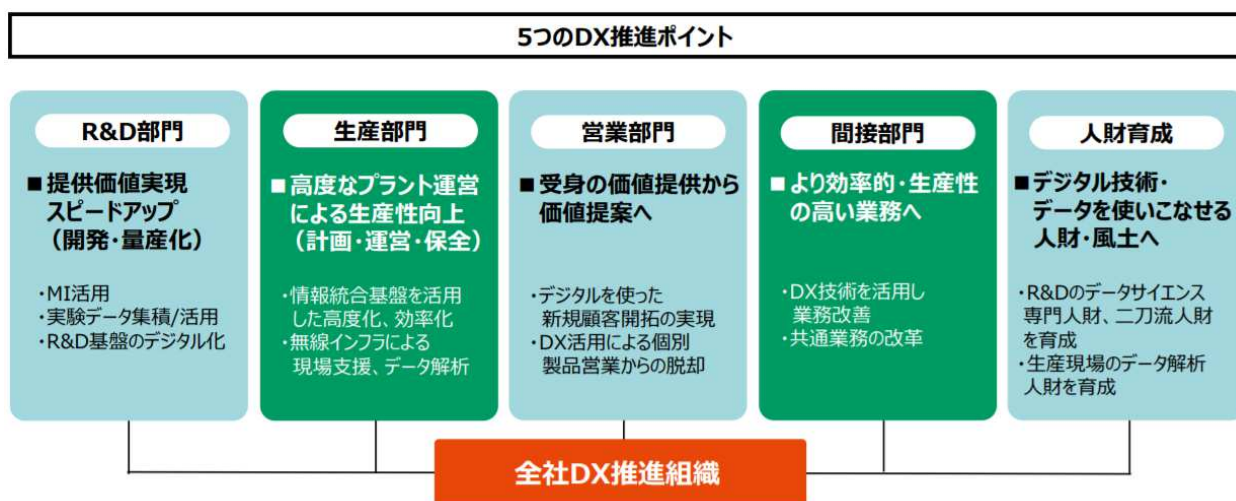 5つのDX推進ポイント
R&D部門
■提供価値実現
スピードアップ
（開発・量産化）
・MI活用
・実験データ集積/活用
・R&D基盤のデジタル化
生産部門
■高度なプラント運営
による生産性向上
（計画・運営・保全）
・情報統合基盤を活用
した高度化、効率化
・無線インフラによる
現場支援、データ解析
営業部門
■受身の価値提供から
価値提案へ
・デジタルを使った
新規顧客開拓の実現
・DX活用による個別
製品営業からの脱却
間接部門
■より効率的・生産性
の高い業務へ
・DX技術を活用し
業務改善
・共通業務の改革
人財育成
■デジタル技術・
データを使いこなせる
人財・風土へ
・R&Dのデータサイエンス
専門人財、二刀流人財
を育成
・生産現場のデータ解析
人財を育成
全社DX推進組織